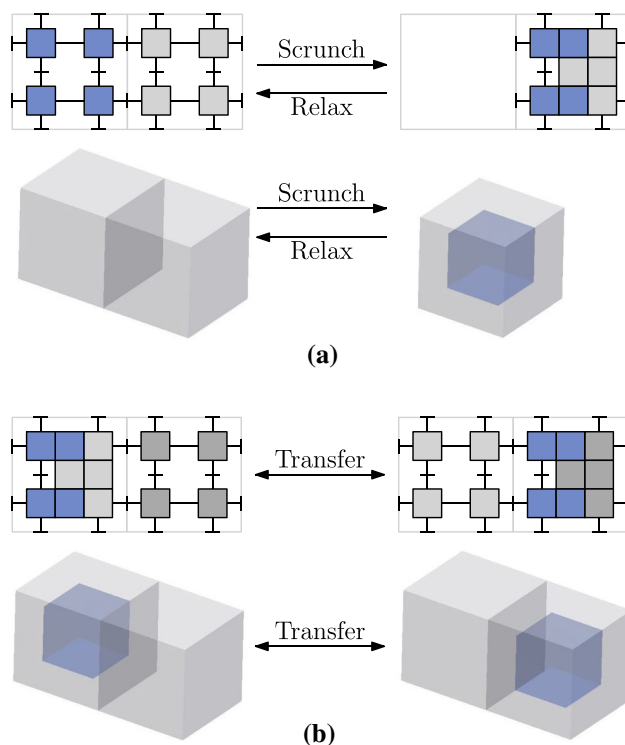 Scrunch
Relax
Scrunch
Relax
(a)
Transfer
Transfer
(b)